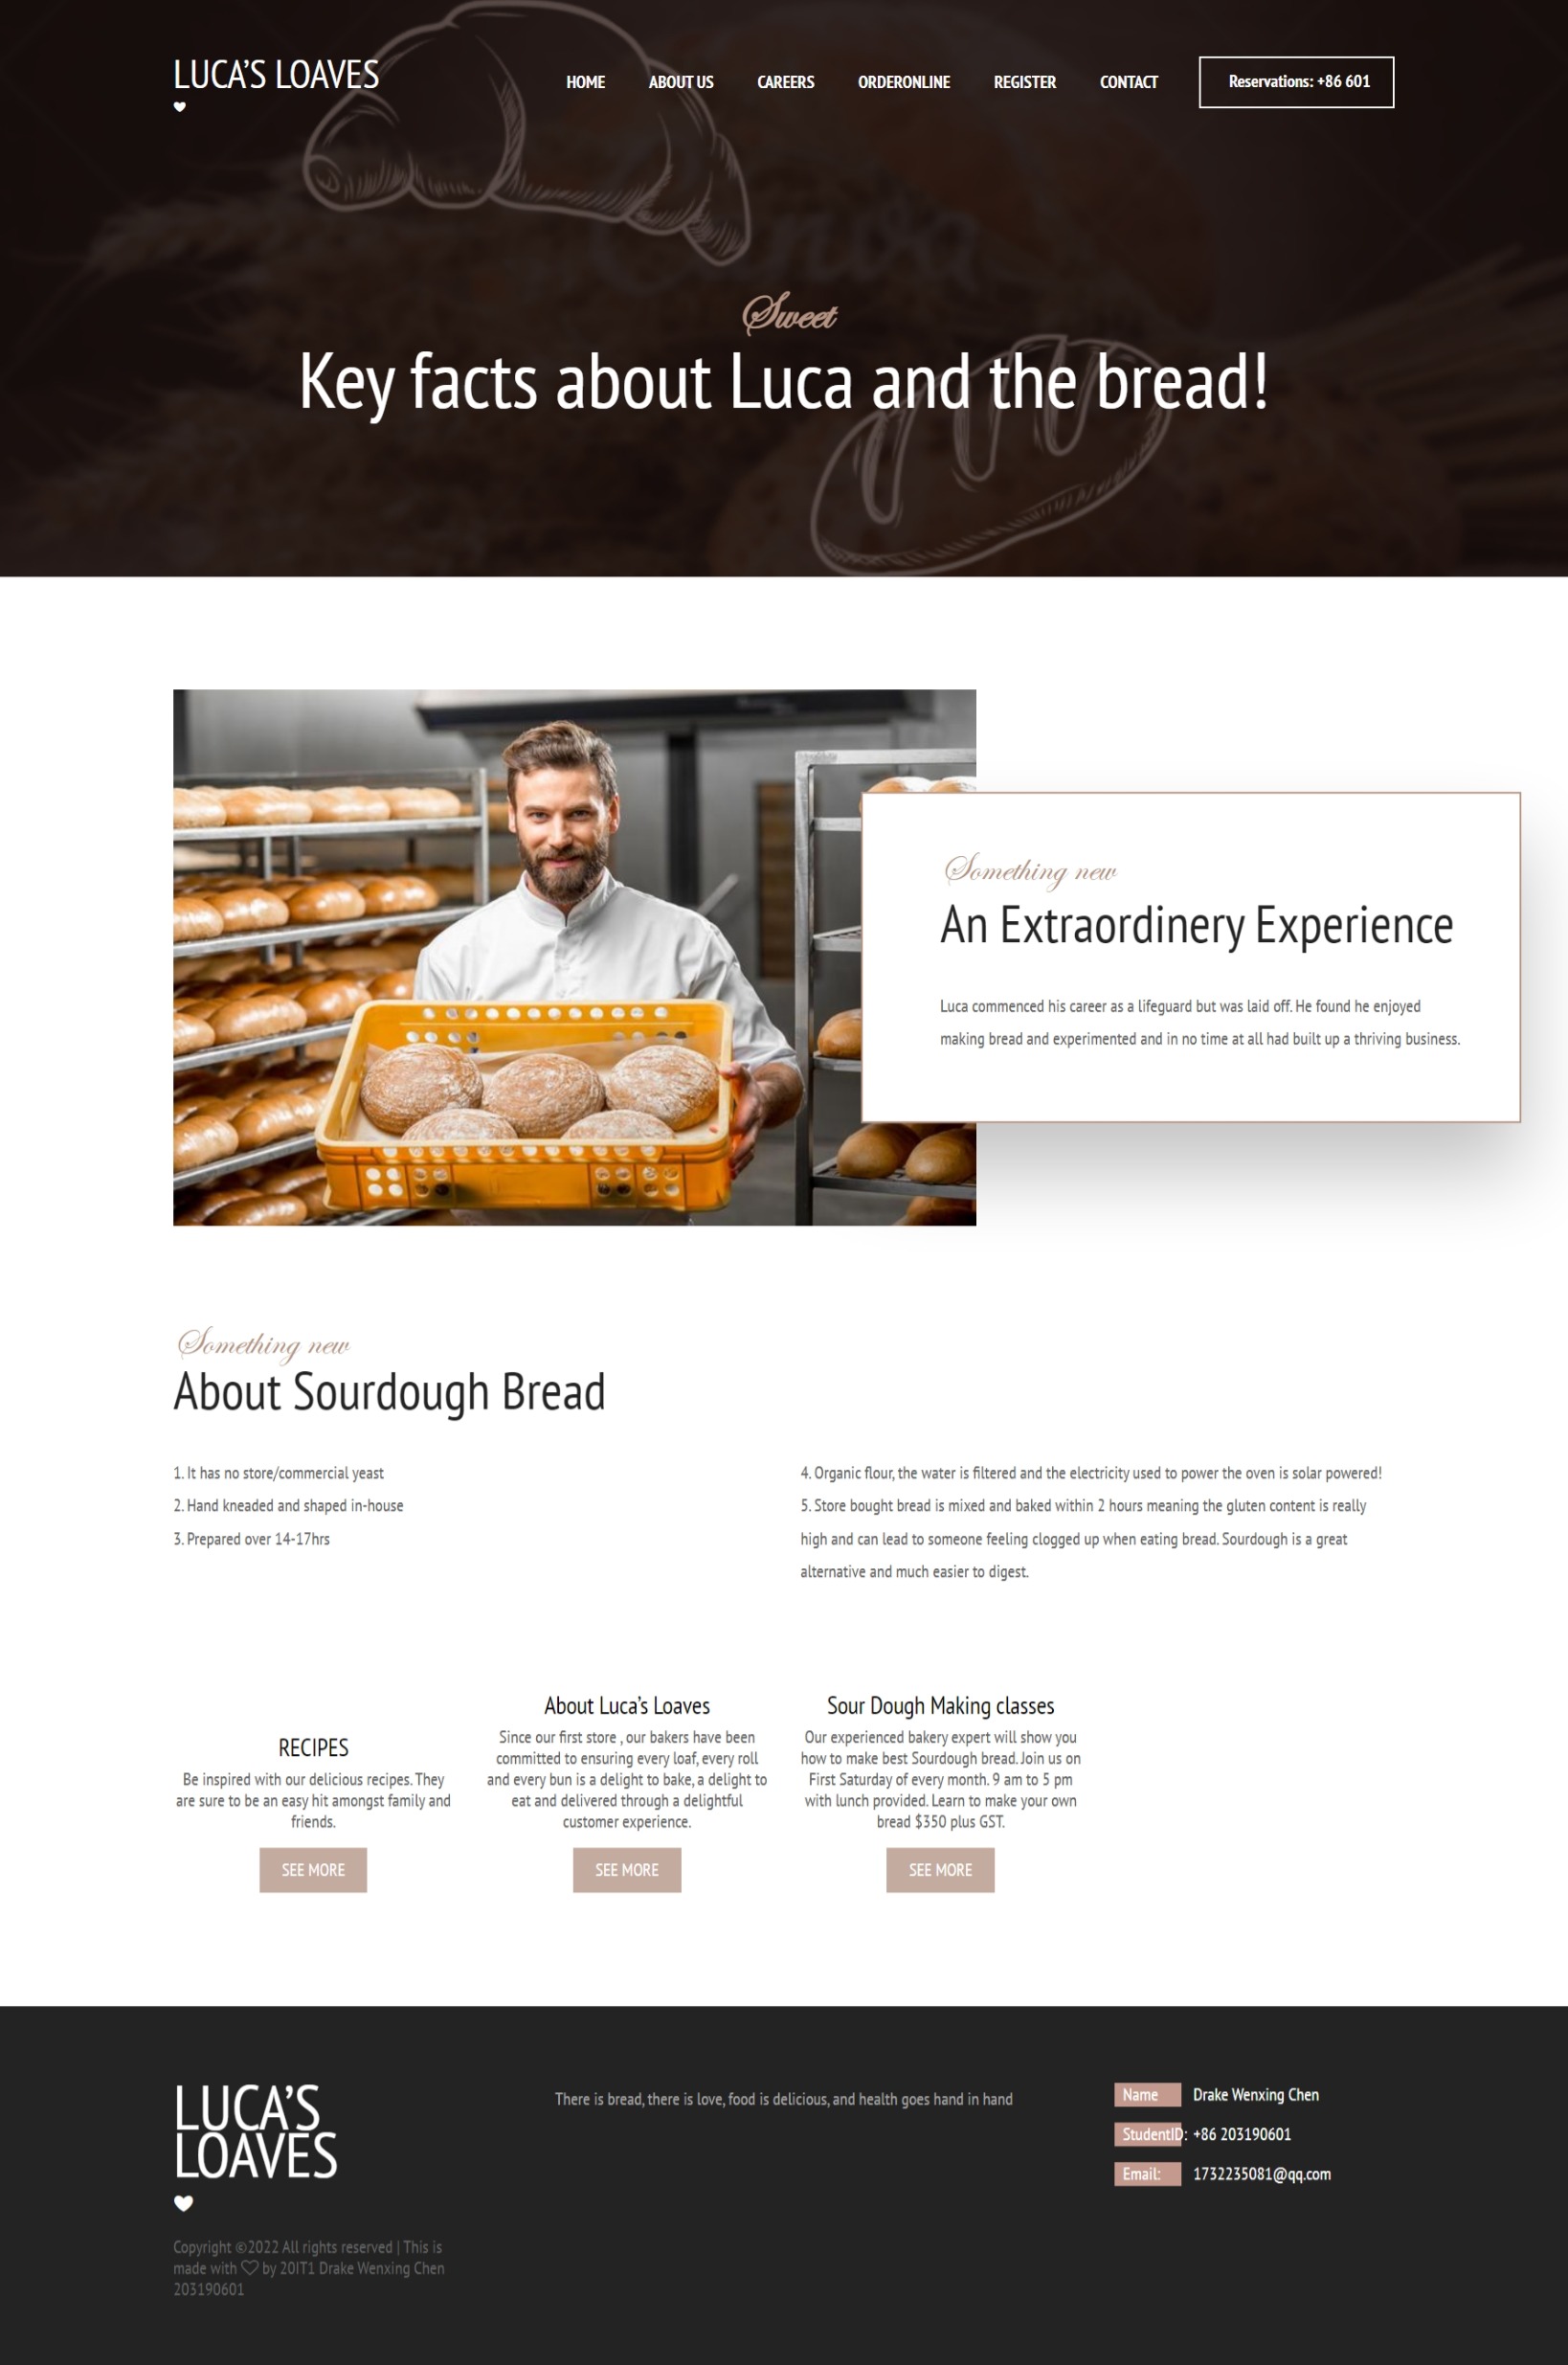 LUCA'S LOAVES
HOME ABOUT US CAREERS ORDERONLINE REGISTER CONTACT Reservations: +86 601
Sweet
Key facts about Luca and the bread!
Something new
An Extraordinery Experience
Luca commenced his career as a lifeguard but was laid off. He found he enjoyed
making bread and experimented and in no time at all had built up a thriving business.
Something new
About Sourdough Bread
1. It has no store/commercial yeast
2. Hand kneaded and shaped in-house
3. Prepared over 14-17hrs
4. Organic flour, the water is filtered and the electricity used to power the oven is solar powered!
5. Store bought bread is mixed and baked within 2 hours meaning the gluten content is really
high and can lead to someone feeling clogged up when eating bread. Sourdough is a great
alternative and much easier to digest.
RECIPES
Be inspired with our delicious recipes. They
are sure to be an easy hit amongst family and
friends.
SEE MORE
About Luca's Loaves
Since our first store , our bakers have been
committed to ensuring every loaf, every roll
and every bun is a delight to bake, a delight to
eat and delivered through a delightful
customer experience.
SEE MORE
Sour Dough Making classes
Our experienced bakery expert will show you
how to make best Sourdough bread. Join us on
First Saturday of every month. 9 am to 5 pm
with lunch provided. Learn to make your own
bread $350 plus GST.
SEE MORE
LUCA'S
LOAVES
Copyright ©2022 All rights reserved | This is
made with ♡ by 20IT1 Drake Wenxing Chen
203190601
There is bread, there is love, food is delicious, and health goes hand in hand
Name Drake Wenxing Chen
StudentID: +86 203190601
Email: 1732235081@qq.com